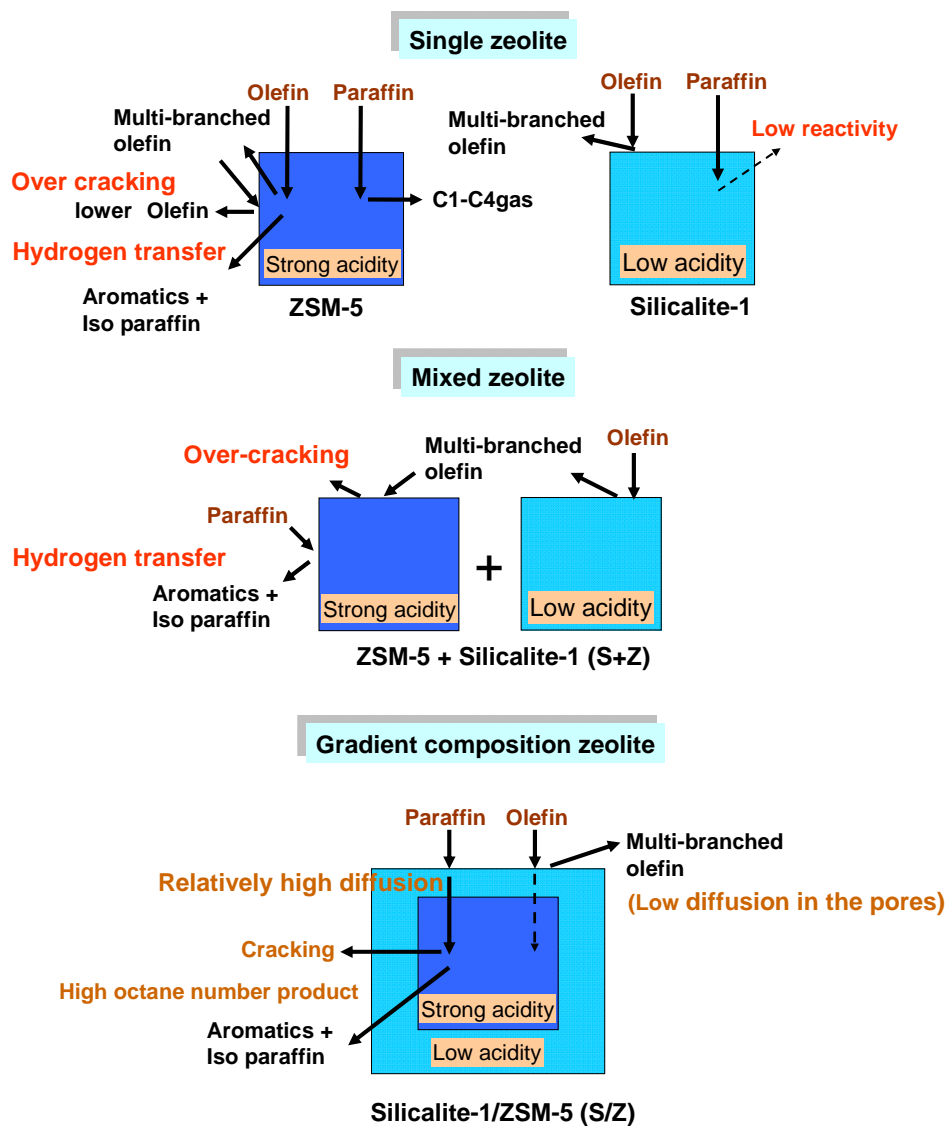 Single zeolite
Olefin
Paraffin
Multi-branched
olefin
Over cracking
lower Olefin
C1-C4gas
Hydrogen transfer
Strong acidity
Aromatics +
Iso paraffin
ZSM-5
Olefin
Paraffin
Multi-branched
olefin
Low reactivity
Low acidity
Silicalite-1
Mixed zeolite
Over-cracking
Multi-branched
olefin
Olefin
Paraffin
Hydrogen transfer
Aromatics +
Iso paraffin
Strong acidity
+
Low acidity
ZSM-5 + Silicalite-1 (S+Z)
Gradient composition zeolite
Paraffin
Olefin
Multi-branched
olefin
Relatively high diffusion
(Low diffusion in the pores)
Cracking
High octane number product
Strong acidity
Aromatics +
Iso paraffin
Low acidity
Silicalite-1/ZSM-5 (S/Z)